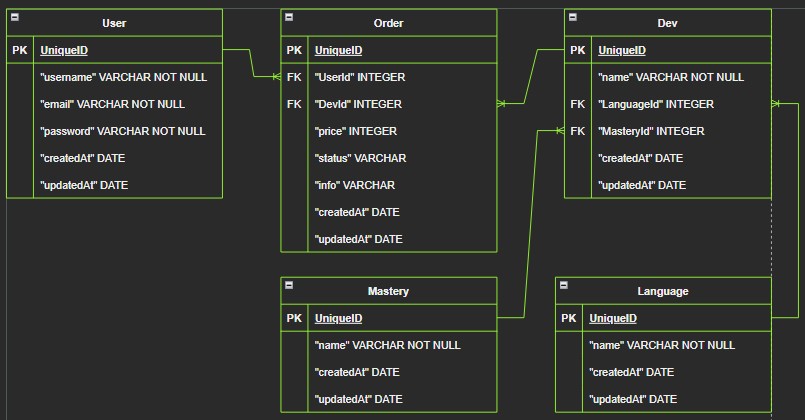 User
PK UniqueID
"username" VARCHAR NOT NULL
"email" VARCHAR NOT NULL
"password" VARCHAR NOT NULL
"createdAt" DATE
"updatedAt" DATE
Order
PK UniqueID
FK "UserId" INTEGER
FK "DevId" INTEGER
"price" INTEGER
"status" VARCHAR
"info" VARCHAR
"createdAt" DATE
"updatedAt" DATE
Dev
PK UniqueID
"name" VARCHAR NOT NULL
FK "LanguageId" INTEGER
FK "MasteryId" INTEGER
"createdAt" DATE
"updatedAt" DATE
Mastery
PK UniqueID
"name" VARCHAR NOT NULL
"createdAt" DATE
"updatedAt" DATE
Language
PK UniqueID
"name" VARCHAR NOT NULL
"createdAt" DATE
"updatedAt" DATE